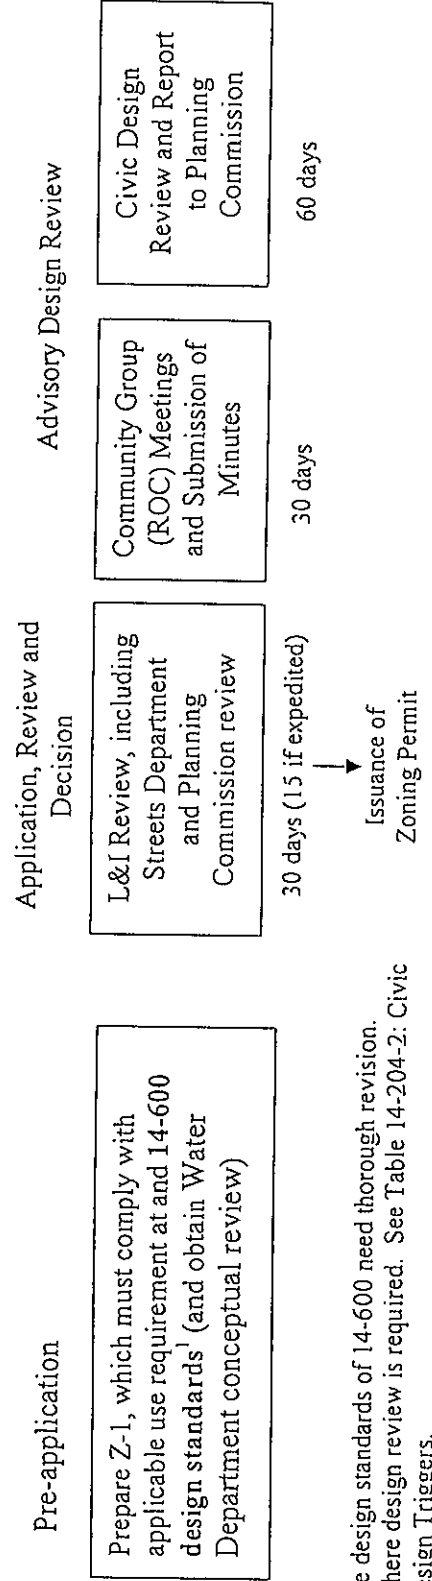 Pre-application
Prepare Z-1, which must comply with
applicable use requirement at and 14-600
design standards¹ (and obtain Water
Department conceptual review)
Application, Review and
Decision
L&I Review, including
Streets Department
and Planning
Commission review
30 days (15 if expedited)
Issuance of
Zoning Permit
Advisory Design Review
Community Group
(ROC) Meetings
and Submission of
Minutes
30 days
Civic Design
Review and Report
to Planning
Commission
60 days
e design standards of 14-600 need thorough revision.
here design review is required. See Table 14-204-2: Civic
sign Triggers.